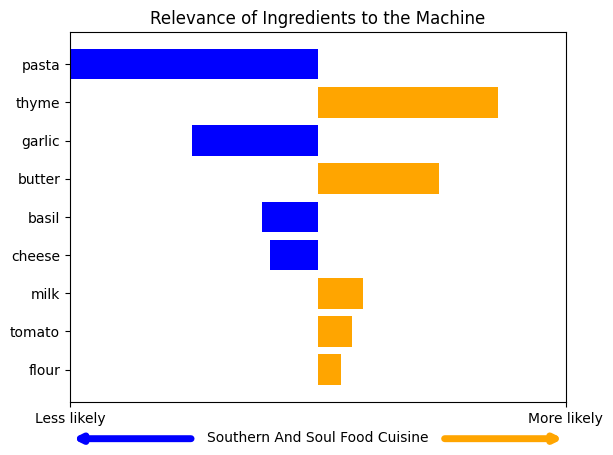 Relevance of Ingredients to the Machine
pasta
thyme
garlic
butter
basil
cheese
milk
tomato
flour
Less likely More likely
Southern And Soul Food Cuisine